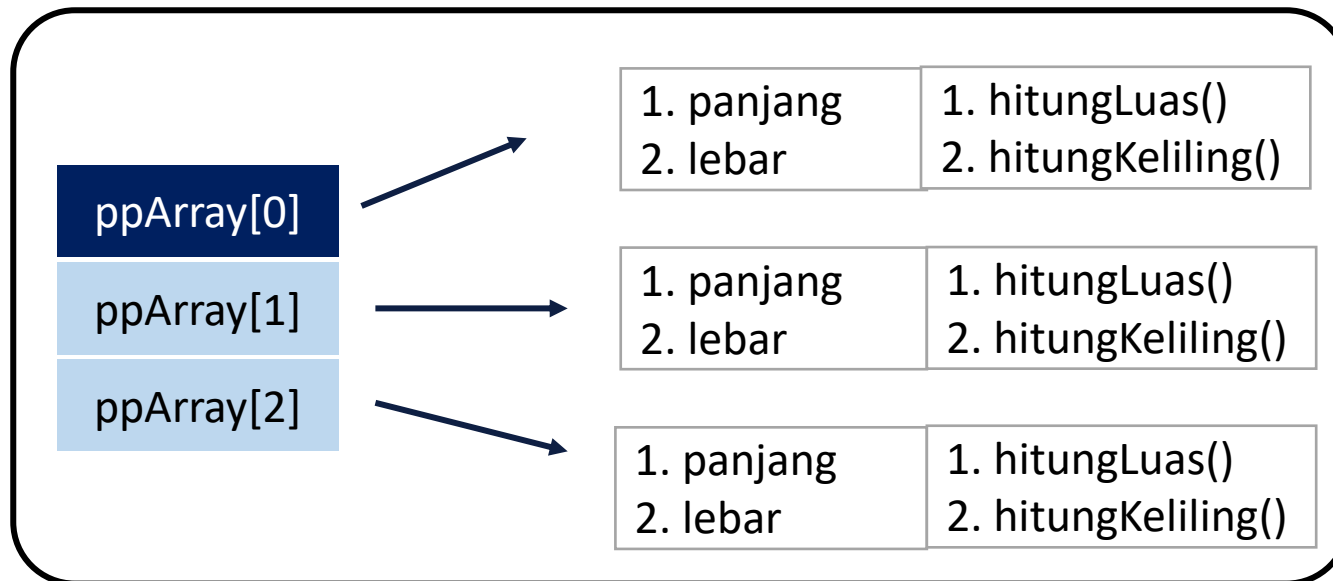 ppArray[0]
ppArray[1]
ppArray[2]
1. panjang
2. lebar
1. hitungLuas()
2. hitungKeliling()
1. panjang
2. lebar
1. hitungLuas()
2. hitungKeliling()
1. panjang
2. lebar
1. hitungLuas()
2. hitungKeliling()